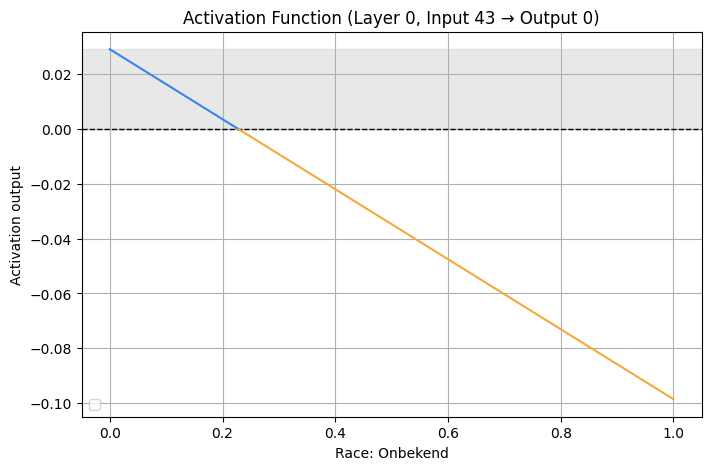 Activation Function (Layer 0, Input 43 → Output 0)
Activation output
0.02
0.00
−0.02
−0.04
−0.06
−0.08
−0.10
0.0 0.2 0.4 0.6 0.8 1.0
Race: Onbekend